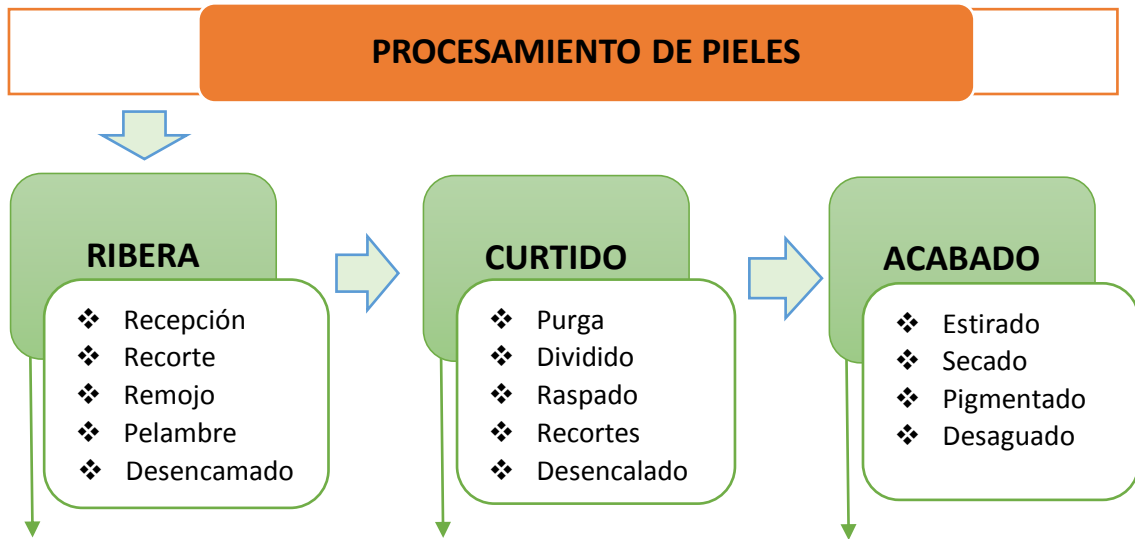 PROCESAMIENTO DE PIELES
RIBERA
❖ Recepción
❖ Recorte
❖ Remojo
❖ Pelambre
❖ Desencamado
CURTIDO
❖ Purga
❖ Dividido
❖ Raspado
❖ Recortes
❖ Desencalado
ACABADO
❖ Estirado
❖ Secado
❖ Pigmentado
❖ Desaguado